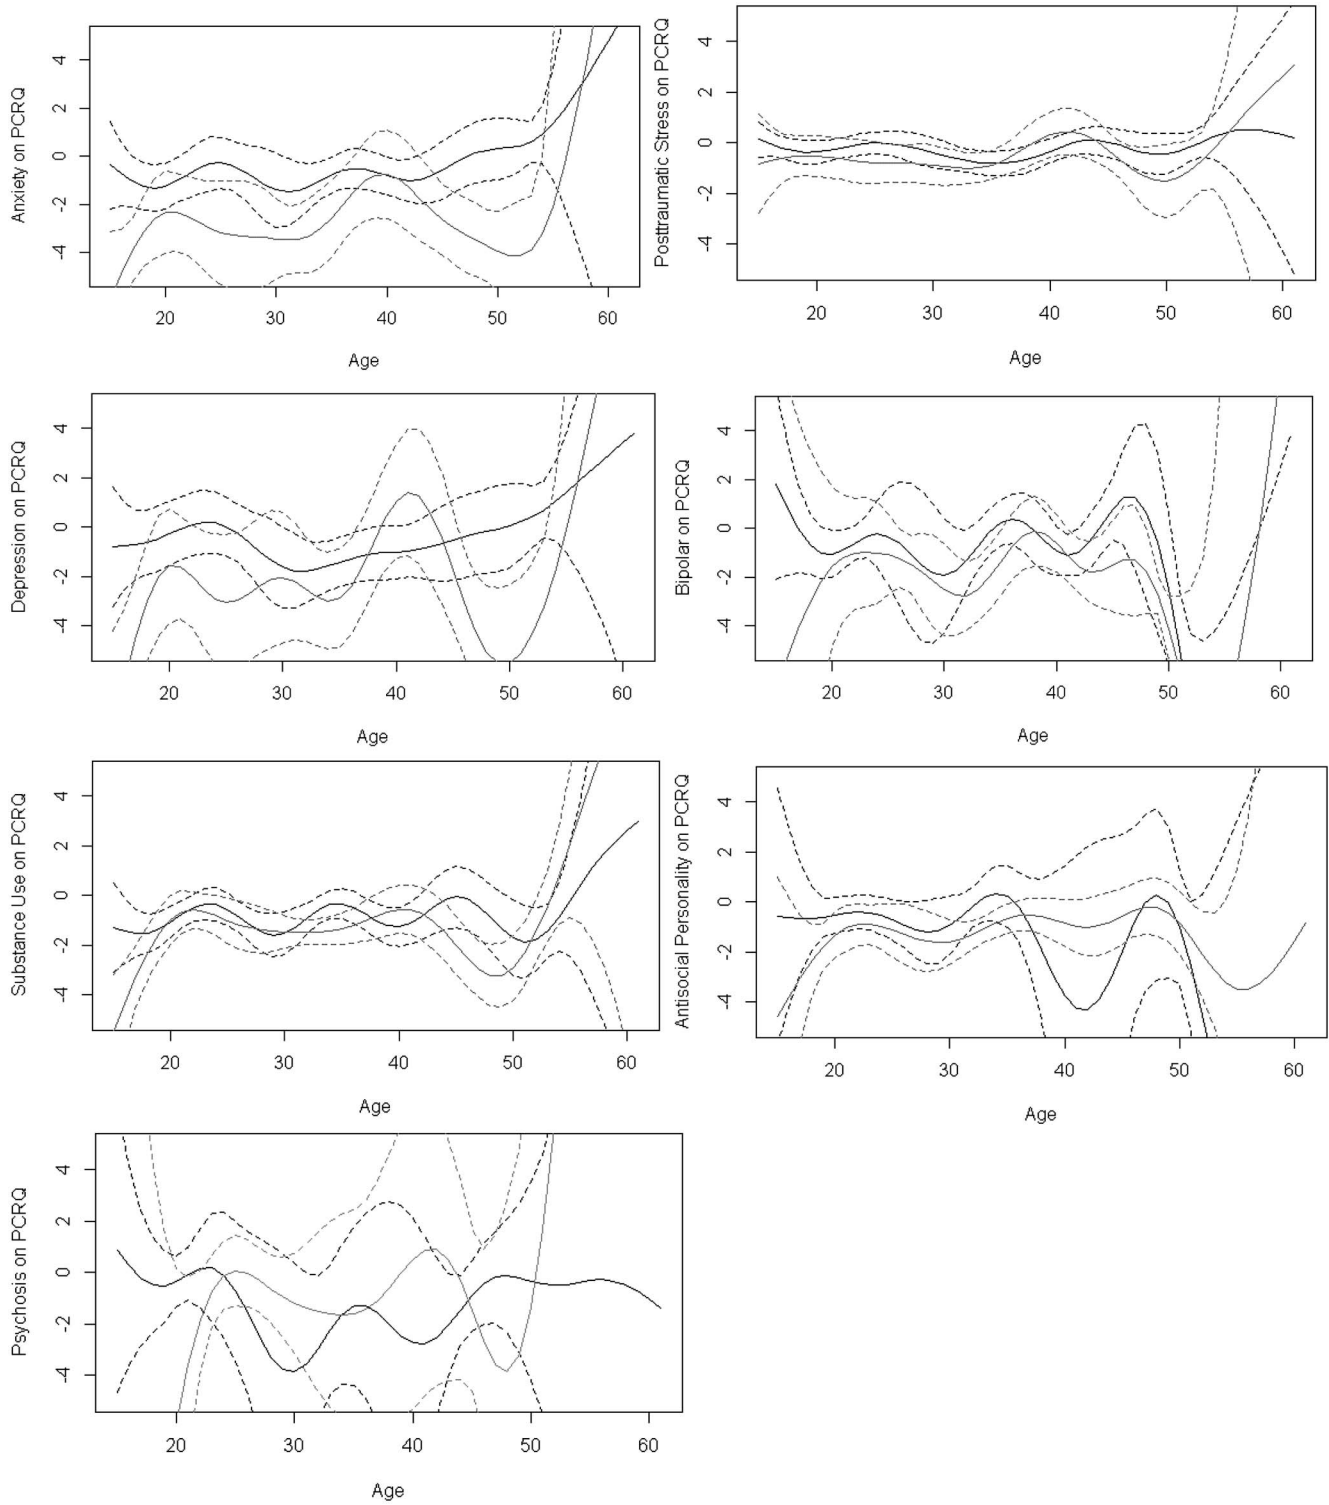 Anxiety on PCRQ
4
2
0
-2
-4
20 30 40 50 60
Age
Posttraumatic Stress on PCRQ
4
2
0
-2
-4
20 30 40 50 60
Age
Depression on PCRQ
4
2
0
-2
-4
20 30 40 50 60
Age
Bipolar on PCRQ
4
2
0
-2
-4
20 30 40 50 60
Age
Substance Use on PCRQ
4
2
0
-2
-4
20 30 40 50 60
Age
Antisocial Personality on PCRQ
4
2
0
-2
-4
20 30 40 50 60
Age
Psychosis on PCRQ
4
2
0
-2
-4
20 30 40 50 60
Age